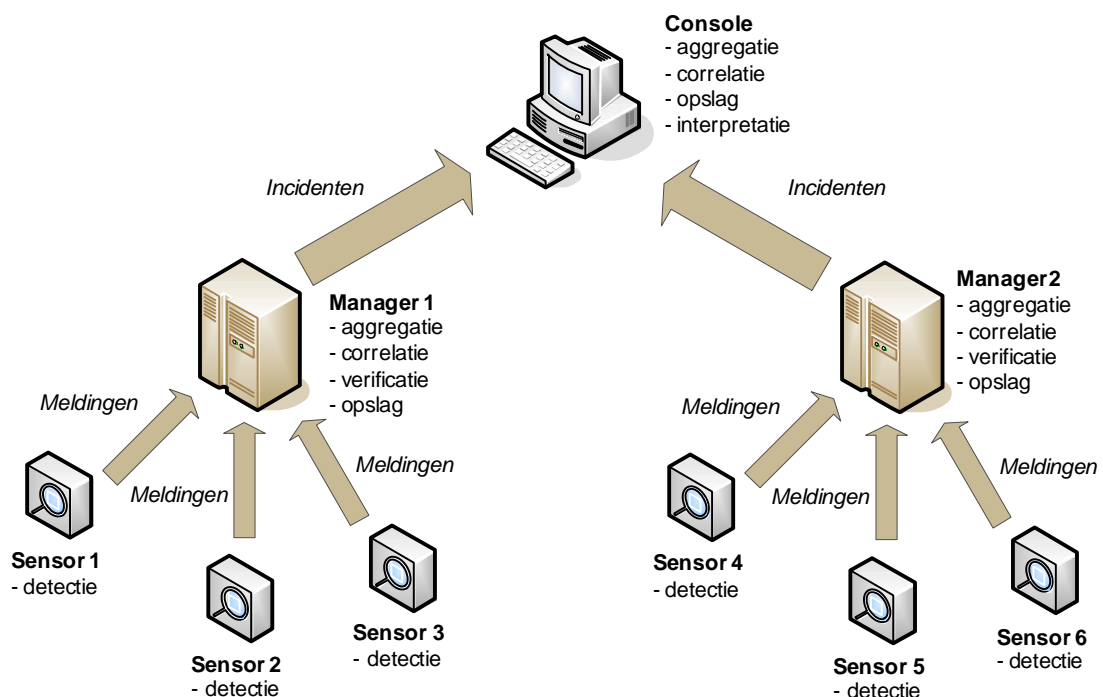 Console
- aggregatie
- correlatie
- opslag
- interpretatie
Incidenten
Incidenten
Manager 1
- aggregatie
- correlatie
- verificatie
- opslag
Manager 2
- aggregatie
- correlatie
- verificatie
- opslag
Meldingen
Meldingen
Meldingen
Meldingen
Meldingen
Meldingen
Sensor 1
- detectie
Sensor 2
- detectie
Sensor 3
- detectie
Sensor 4
- detectie
Sensor 5
- detectie
Sensor 6
- detectie